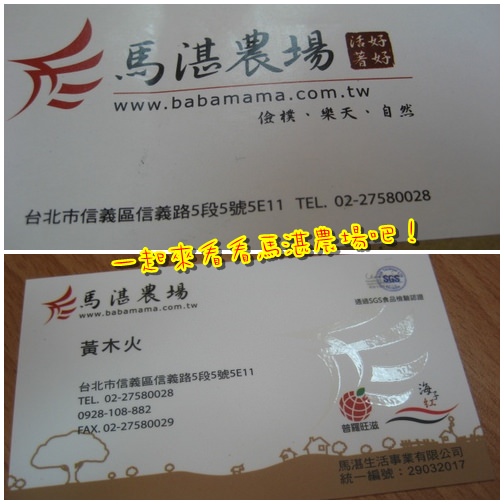 馬湛農場 活著好好
www.babamama.com.tw
儉樸、樂天、自然
台北市信義區信義路5段5號5E11 TEL. 02-27580028
一起來看看馬湛農場吧！
馬湛農場
www.babamama.com.tw
SGS
通過SGS食品檢驗認證
黃木火
台北市信義區信義路5段5號5E11
TEL. 02-27580028
0928-108-882
FAX. 02-27580029
普羅旺滋
海子紅
馬湛生活事業有限公司
統一編號：29032017